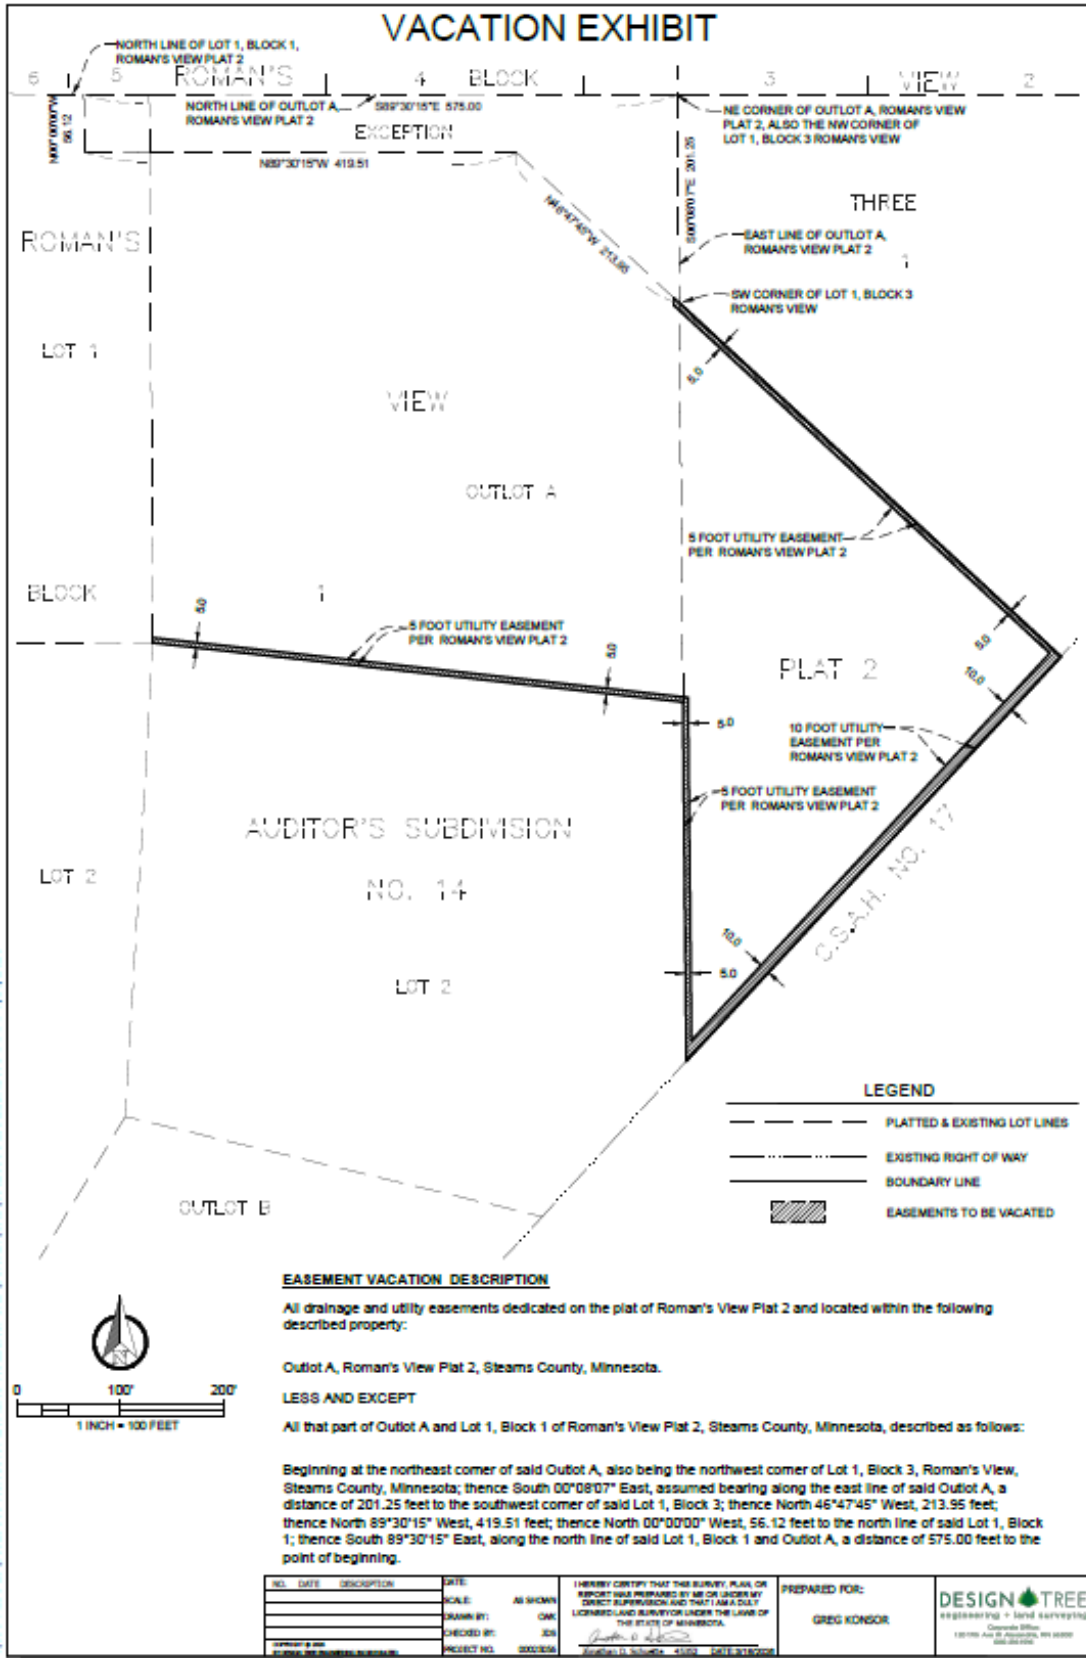 VACATION EXHIBIT
NORTH LINE OF LOT 1, BLOCK 1,
ROMAN'S VIEW PLAT 2
6 5 ROMAN'S 4 BLOCK 3 VIEW 2
NORTH LINE OF OUTLOT A,
ROMAN'S VIEW PLAT 2
S89°30'15"E 575.00
N00°00'00"W
56.12
EXCEPTION
N89°30'15"W 419.51
NE CORNER OF OUTLOT A, ROMAN'S VIEW
PLAT 2, ALSO THE NW CORNER OF
LOT 1, BLOCK 3 ROMAN'S VIEW
S00°08'07"E 201.25
N46°47'45"W 213.95
THREE
ROMAN'S
EAST LINE OF OUTLOT A,
ROMAN'S VIEW PLAT 2
1
SW CORNER OF LOT 1, BLOCK 3
ROMAN'S VIEW
LOT 1
5.0
VIEW
OUTLOT A
5 FOOT UTILITY EASEMENT
PER ROMAN'S VIEW PLAT 2
BLOCK
1
5.0
5 FOOT UTILITY EASEMENT
PER ROMAN'S VIEW PLAT 2
5.0
5.0
PLAT 2
10.0
5.0
10 FOOT UTILITY
EASEMENT PER
ROMAN'S VIEW PLAT 2
5 FOOT UTILITY EASEMENT
PER ROMAN'S VIEW PLAT 2
AUDITOR'S SUBDIVISION
NO. 14
LOT 2
C.S.A.H. NO. 17
10.0
5.0
LOT 2
OUTLOT B
LEGEND
PLATTED & EXISTING LOT LINES
EXISTING RIGHT OF WAY
BOUNDARY LINE
EASEMENTS TO BE VACATED
N
0 100' 200'
1 INCH = 100 FEET
EASEMENT VACATION DESCRIPTION
All drainage and utility easements dedicated on the plat of Roman's View Plat 2 and located within the following
described property:
Outlot A, Roman's View Plat 2, Stearns County, Minnesota.
LESS AND EXCEPT
All that part of Outlot A and Lot 1, Block 1 of Roman's View Plat 2, Stearns County, Minnesota, described as follows:
Beginning at the northeast corner of said Outlot A, also being the northwest corner of Lot 1, Block 3, Roman's View,
Stearns County, Minnesota; thence South 00°08'07" East, assumed bearing along the east line of said Outlot A, a
distance of 201.25 feet to the southwest corner of said Lot 1, Block 3; thence North 46°47'45" West, 213.95 feet;
thence North 89°30'15" West, 419.51 feet; thence North 00°00'00" West, 56.12 feet to the north line of said Lot 1, Block
1; thence South 89°30'15" East, along the north line of said Lot 1, Block 1 and Outlot A, a distance of 575.00 feet to the
point of beginning.
NO. DATE DESCRIPTION
DATE:
SCALE: AS SHOWN
DRAWN BY:
CHECKED BY: JDS
PROJECT NO.
I HEREBY CERTIFY THAT THIS SURVEY, PLAN, OR
REPORT WAS PREPARED BY ME OR UNDER MY
DIRECT SUPERVISION AND THAT I AM A DULY
LICENSED LAND SURVEYOR UNDER THE LAWS OF
THE STATE OF MINNESOTA.
PREPARED FOR:
GREG KONSOR
DESIGN TREE
engineering + land surveying